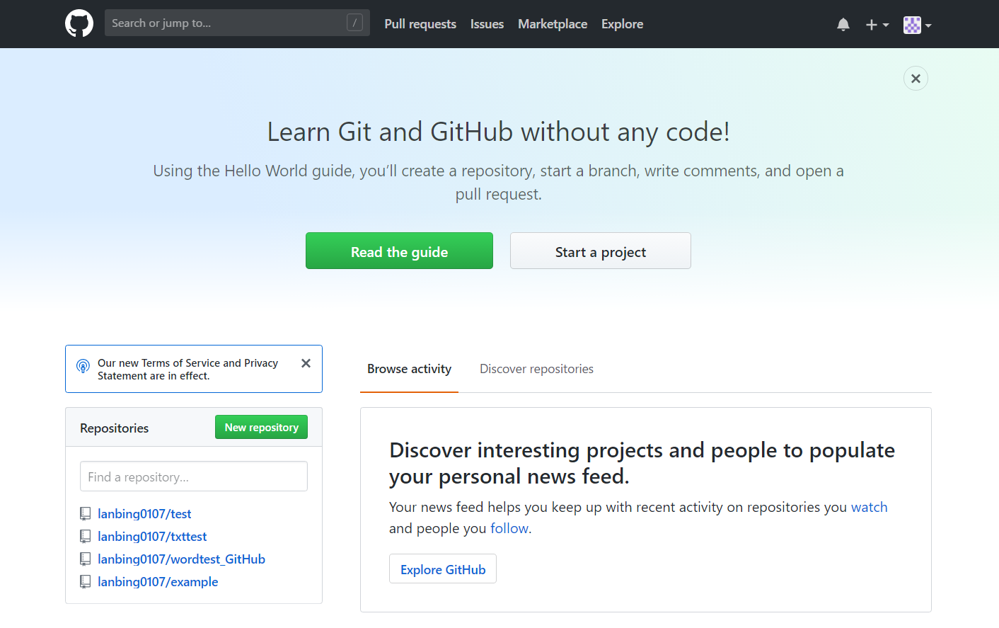 Search or jump to...
/
Pull requests
Issues
Marketplace
Explore
Learn Git and GitHub without any code!
Using the Hello World guide, you’ll create a repository, start a branch, write comments, and open a
pull request.
Read the guide
Start a project
Our new Terms of Service and Privacy
Statement are in effect.
Repositories
New repository
Find a repository…
lanbing0107/test
lanbing0107/txttest
lanbing0107/wordtest_GitHub
lanbing0107/example
Browse activity
Discover repositories
Discover interesting projects and people to populate
your personal news feed.
Your news feed helps you keep up with recent activity on repositories you watch
and people you follow.
Explore GitHub